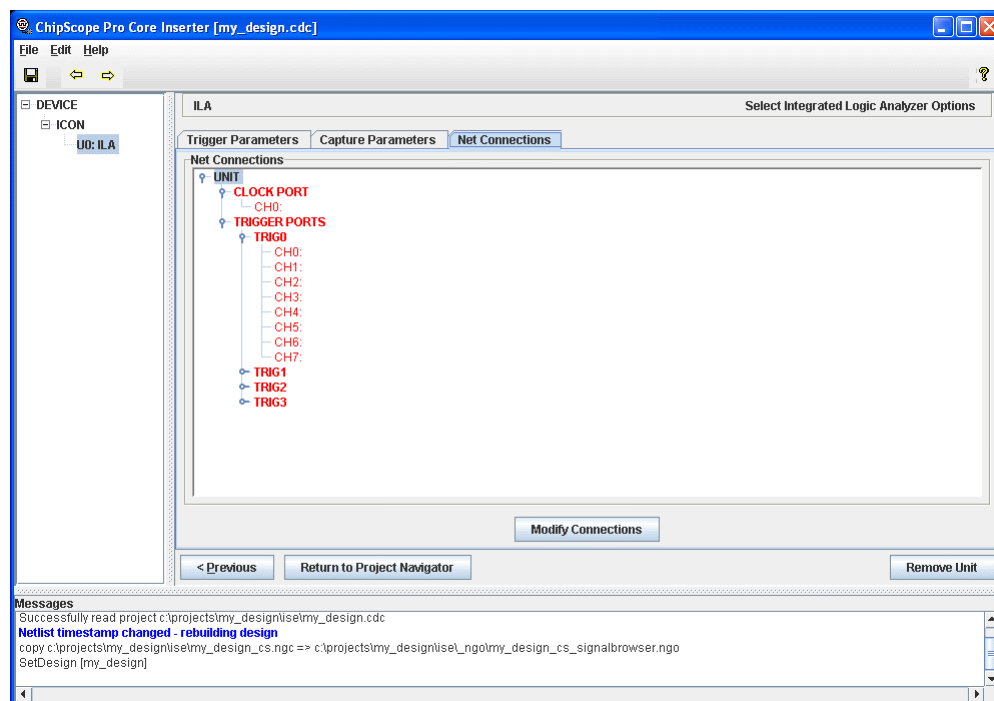 ChipScope Pro Core Inserter [my_design.cdc]
File Edit Help
?
DEVICE
ICON
U0: ILA
ILA Select Integrated Logic Analyzer Options
Trigger Parameters Capture Parameters Net Connections
Net Connections
UNIT
CLOCK PORT
CH0:
TRIGGER PORTS
TRIG0
CH0:
CH1:
CH2:
CH3:
CH4:
CH5:
CH6:
CH7:
TRIG1
TRIG2
TRIG3
Modify Connections
< Previous Return to Project Navigator Remove Unit
Messages
Successfully read project c:\projects\my_design\ise\my_design.cdc
Netlist timestamp changed - rebuilding design
copy c:\projects\my_design\ise\my_design_cs.ngc => c:\projects\my_design\ise\_ngo\my_design_cs_signalbrowser.ngo
SetDesign [my_design]